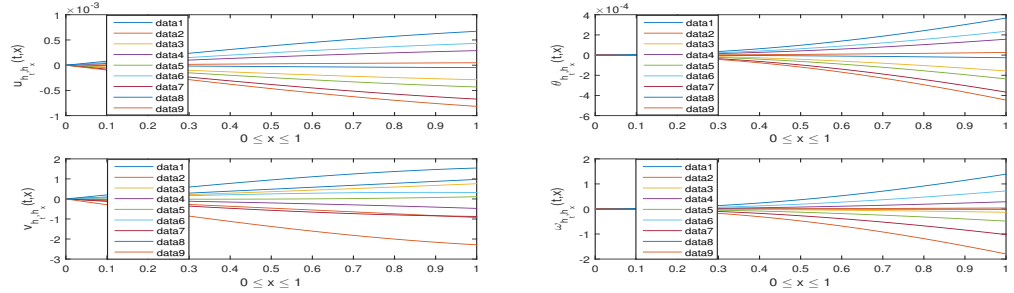 ×10⁻³
1
0.5
0
-0.5
-1
u_{h_t,h_x}(t,x)
data1
data2
data3
data4
data5
data6
data7
data8
data9
0 0.1 0.2 0.3 0.4 0.5 0.6 0.7 0.8 0.9 1
0 ≤ x ≤ 1
×10⁻⁴
4
2
0
-2
-4
-6
θ_{h_t,h_x}(t,x)
data1
data2
data3
data4
data5
data6
data7
data8
data9
0 0.1 0.2 0.3 0.4 0.5 0.6 0.7 0.8 0.9 1
0 ≤ x ≤ 1
2
1
0
-1
-2
-3
v_{h_t,h_x}(t,x)
data1
data2
data3
data4
data5
data6
data7
data8
data9
0 0.1 0.2 0.3 0.4 0.5 0.6 0.7 0.8 0.9 1
0 ≤ x ≤ 1
2
1
0
-1
-2
ω_{h_t,h_x}(t,x)
data1
data2
data3
data4
data5
data6
data7
data8
data9
0 0.1 0.2 0.3 0.4 0.5 0.6 0.7 0.8 0.9 1
0 ≤ x ≤ 1